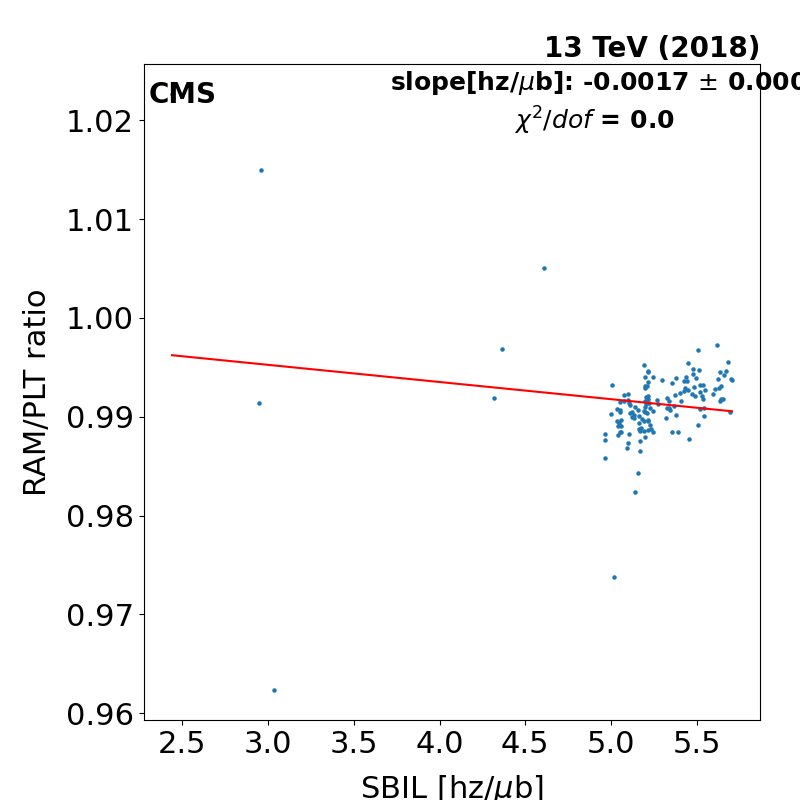 13 TeV (2018)
CMS
slope[hz/μb]: -0.0017 ± 0.000
χ²/dof = 0.0
1.02
1.01
1.00
0.99
0.98
0.97
0.96
RAM/PLT ratio
2.5 3.0 3.5 4.0 4.5 5.0 5.5
SBIL [hz/μb]